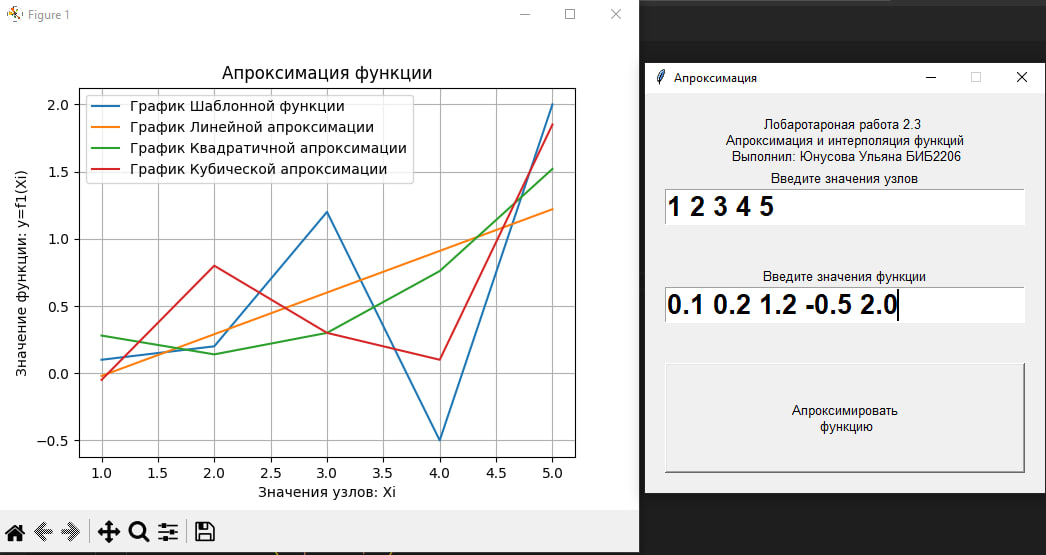 Figure 1
Апроксимация функции
График Шаблонной функции
График Линейной апроксимации
График Квадратичной апроксимации
График Кубической апроксимации
Значение функции: y=f1(Xi)
2.0
1.5
1.0
0.5
0.0
−0.5
1.0 1.5 2.0 2.5 3.0 3.5 4.0 4.5 5.0
Значения узлов: Xi
Апроксимация
Лобаротароная работа 2.3
Апроксимация и интерполяция функций
Выполнил: Юнусова Ульяна БИБ2206
Введите значения узлов
1 2 3 4 5
Введите значения функции
0.1 0.2 1.2 -0.5 2.0
Апроксимировать
функцию